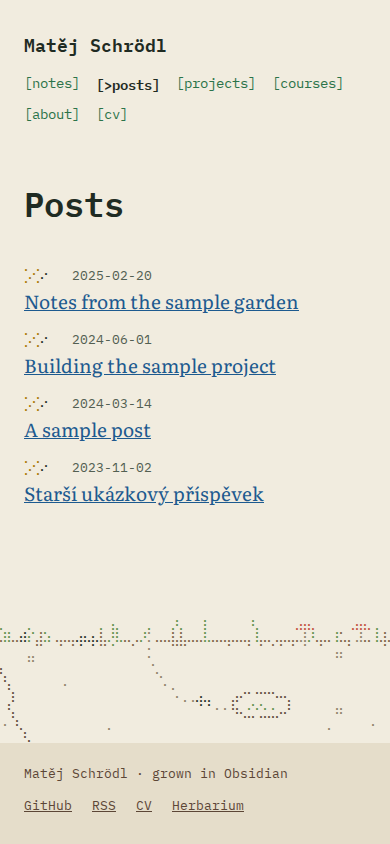 Matěj Schrödl
[notes] [>posts] [projects] [courses]
[about] [cv]
Posts
2025-02-20
Notes from the sample garden
2024-06-01
Building the sample project
2024-03-14
A sample post
2023-11-02
Starší ukázkový příspěvek
Matěj Schrödl · grown in Obsidian
GitHub RSS CV Herbarium